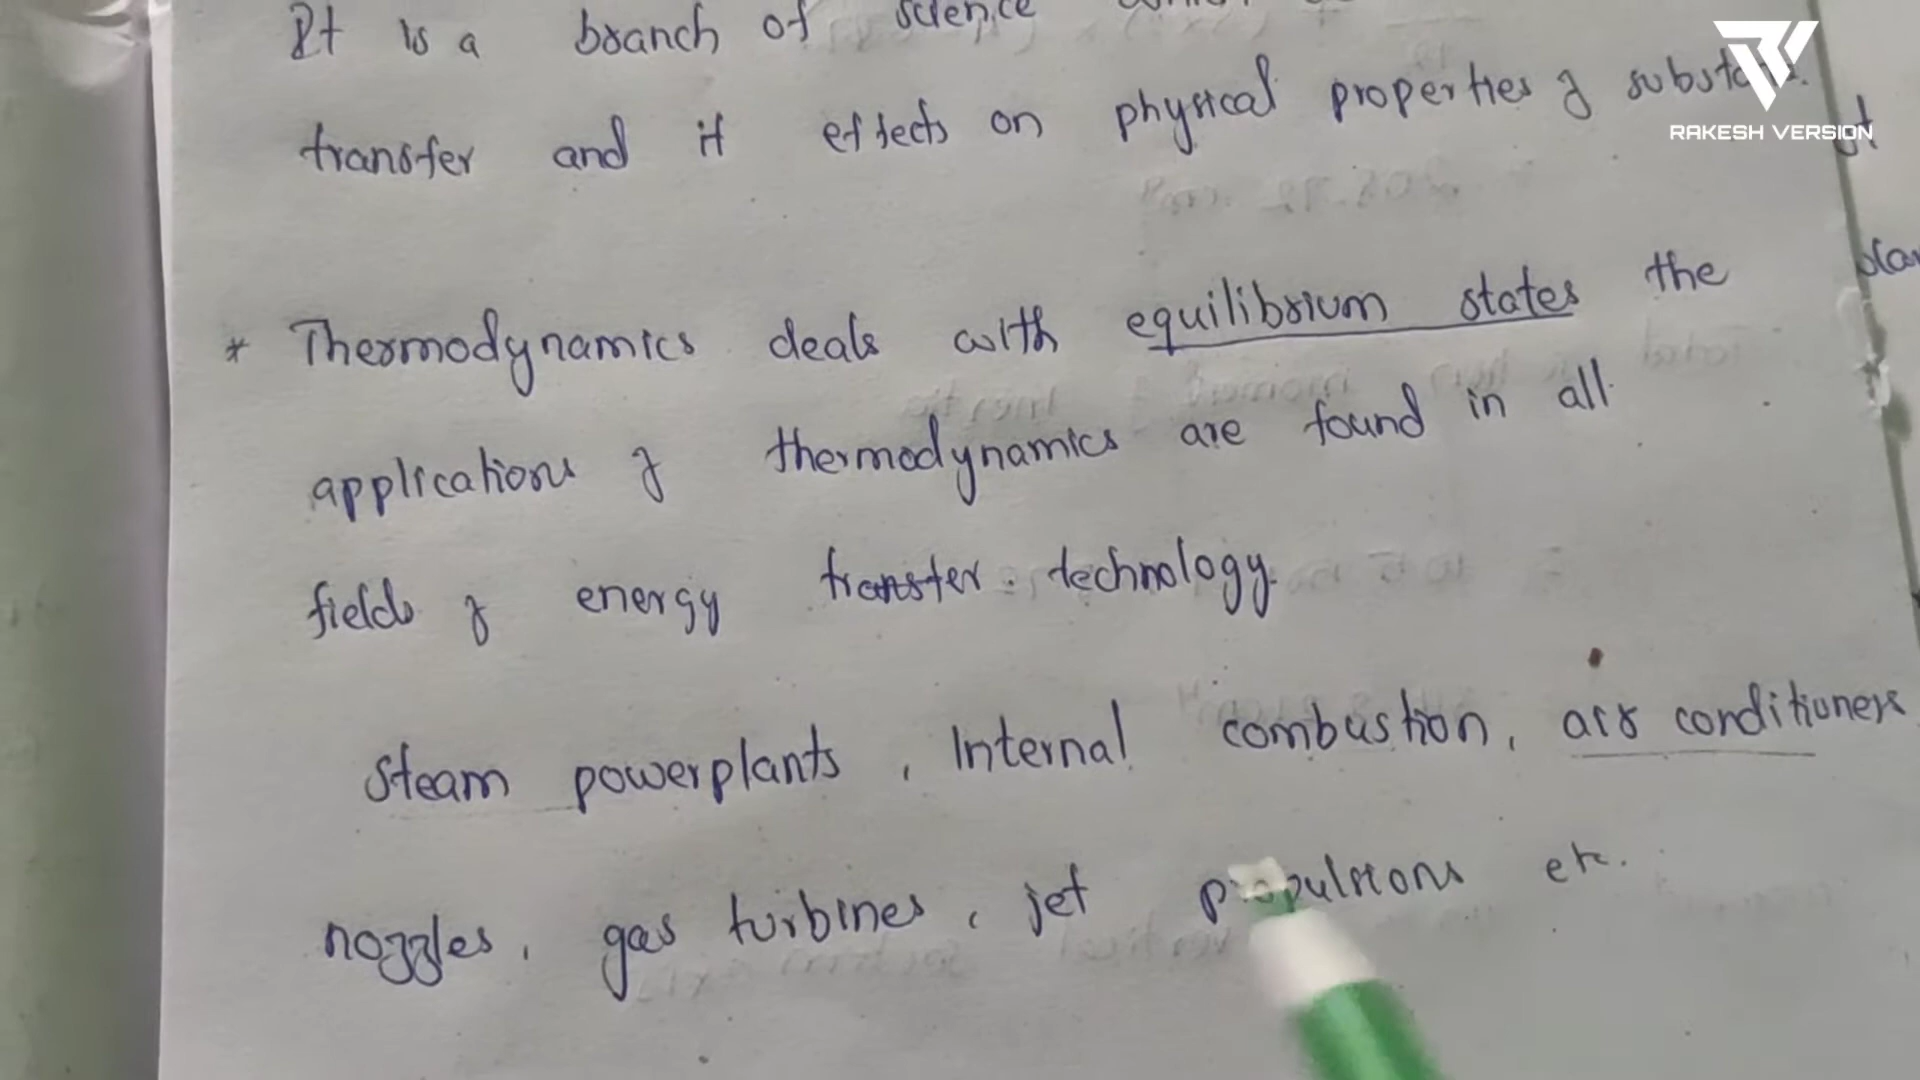 It is a branch of science
transfer and it effects on physical properties of
RAKESH VERSION
* Thermodynamics deals with equilibrium states the
applications of thermodynamics are found in all
fields of energy transfer technology.
Steam powerplants, Internal combustion, air conditioners
nozzles, gas turbines, jet propulsions etc.